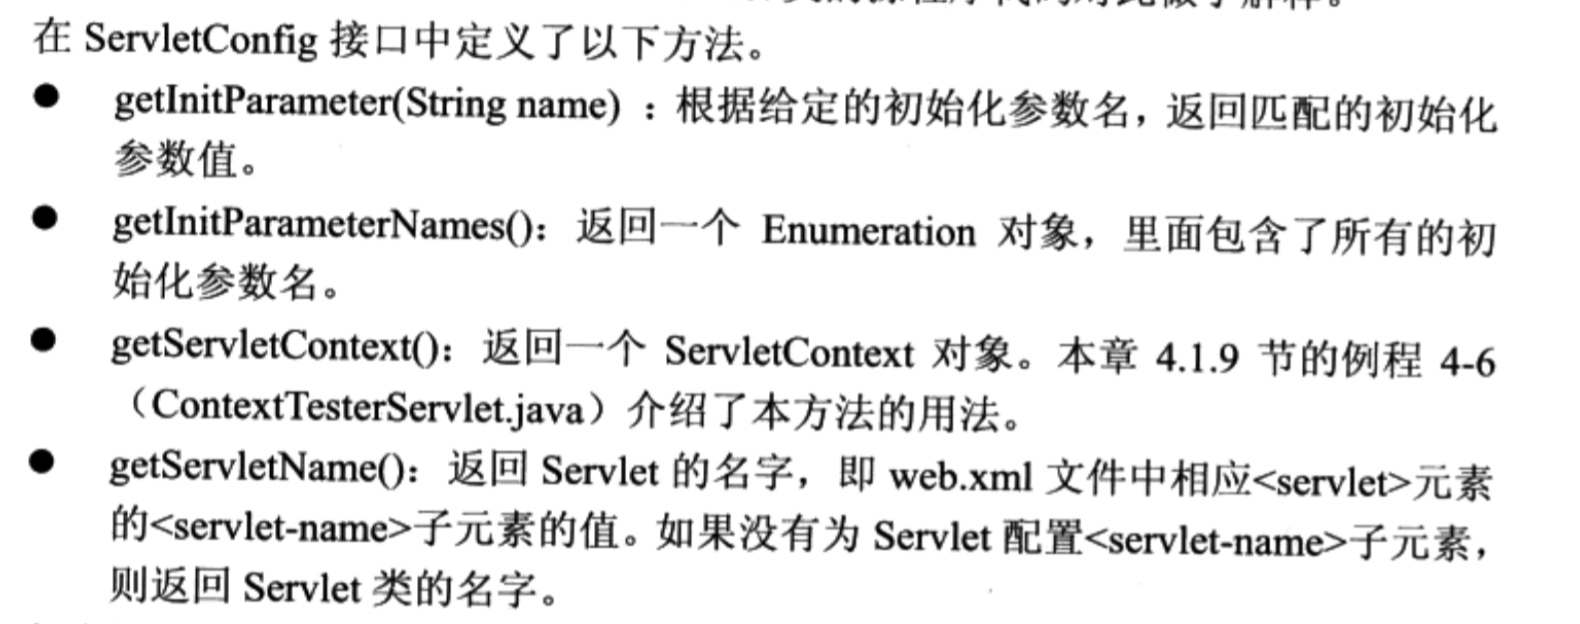 在 ServletConfig 接口中定义了以下方法。
● getInitParameter(String name) ：根据给定的初始化参数名，返回匹配的初始化
参数值。
● getInitParameterNames()：返回一个 Enumeration 对象，里面包含了所有的初
始化参数名。
● getServletContext()：返回一个 ServletContext 对象。本章 4.1.9 节的例程 4-6
（ContextTesterServlet.java）介绍了本方法的用法。
● getServletName()：返回 Servlet 的名字，即 web.xml 文件中相应<servlet>元素
的<servlet-name>子元素的值。如果没有为 Servlet 配置<servlet-name>子元素，
则返回 Servlet 类的名字。